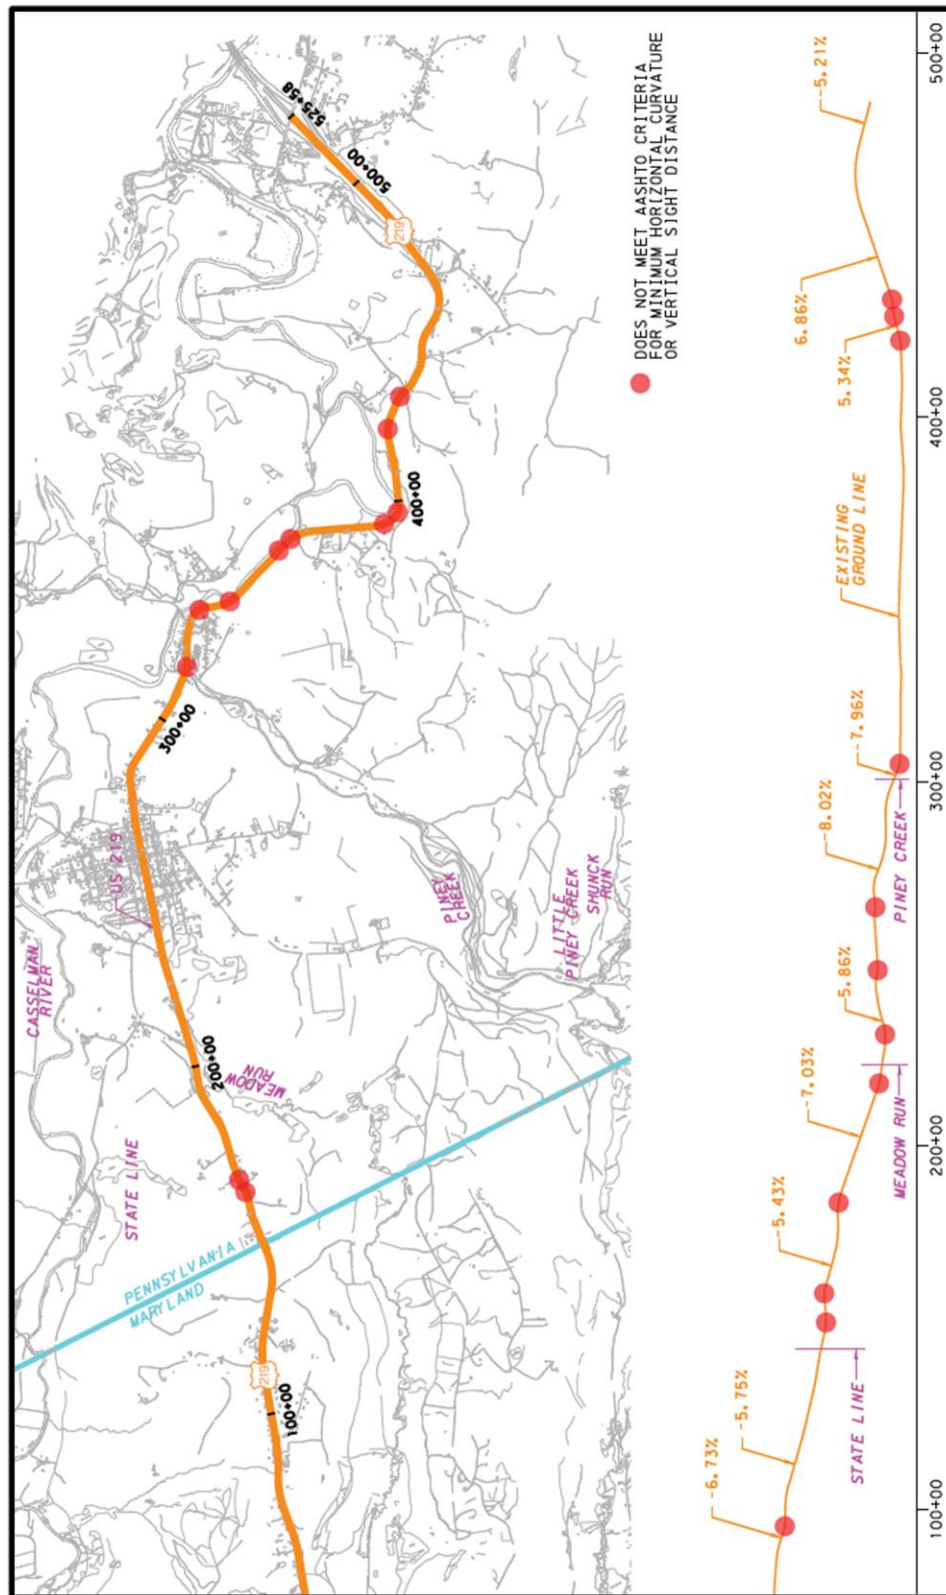 525+58
500+00
219
400+00
300+00
US 219
CASSELMAN
RIVER
PINEY
CREEK
LITTLE
PINEY CREEK
SHUNCK
RUN
200+00
MEADOW
RUN
STATE LINE
PENNSYLVANIA
MARYLAND
219
100+00
DOES NOT MEET AASHTO CRITERIA
FOR MINIMUM HORIZONTAL CURVATURE
OR VERTICAL SIGHT DISTANCE
-6.73%
-5.75%
STATE LINE
-5.43%
-7.03%
MEADOW RUN
5.86%
-8.02%
PINEY CREEK
-7.96%
EXISTING
GROUND LINE
5.34%
6.86%
-5.21%
100+00
200+00
300+00
400+00
500+00